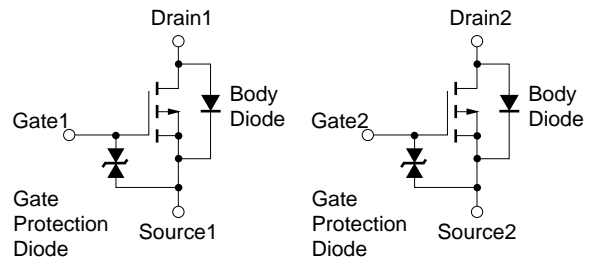 Drain1
Body
Diode
Gate1
Gate
Protection
Diode
Source1
Drain2
Body
Diode
Gate2
Gate
Protection
Diode
Source2